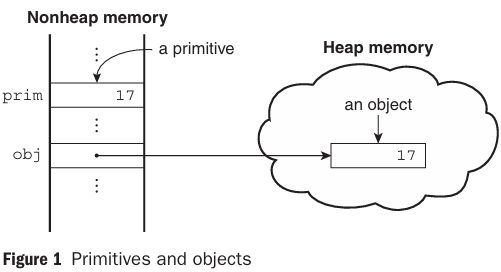 Nonheap memory
a primitive
Heap memory
prim
17
an object
obj
17
Figure 1 Primitives and objects